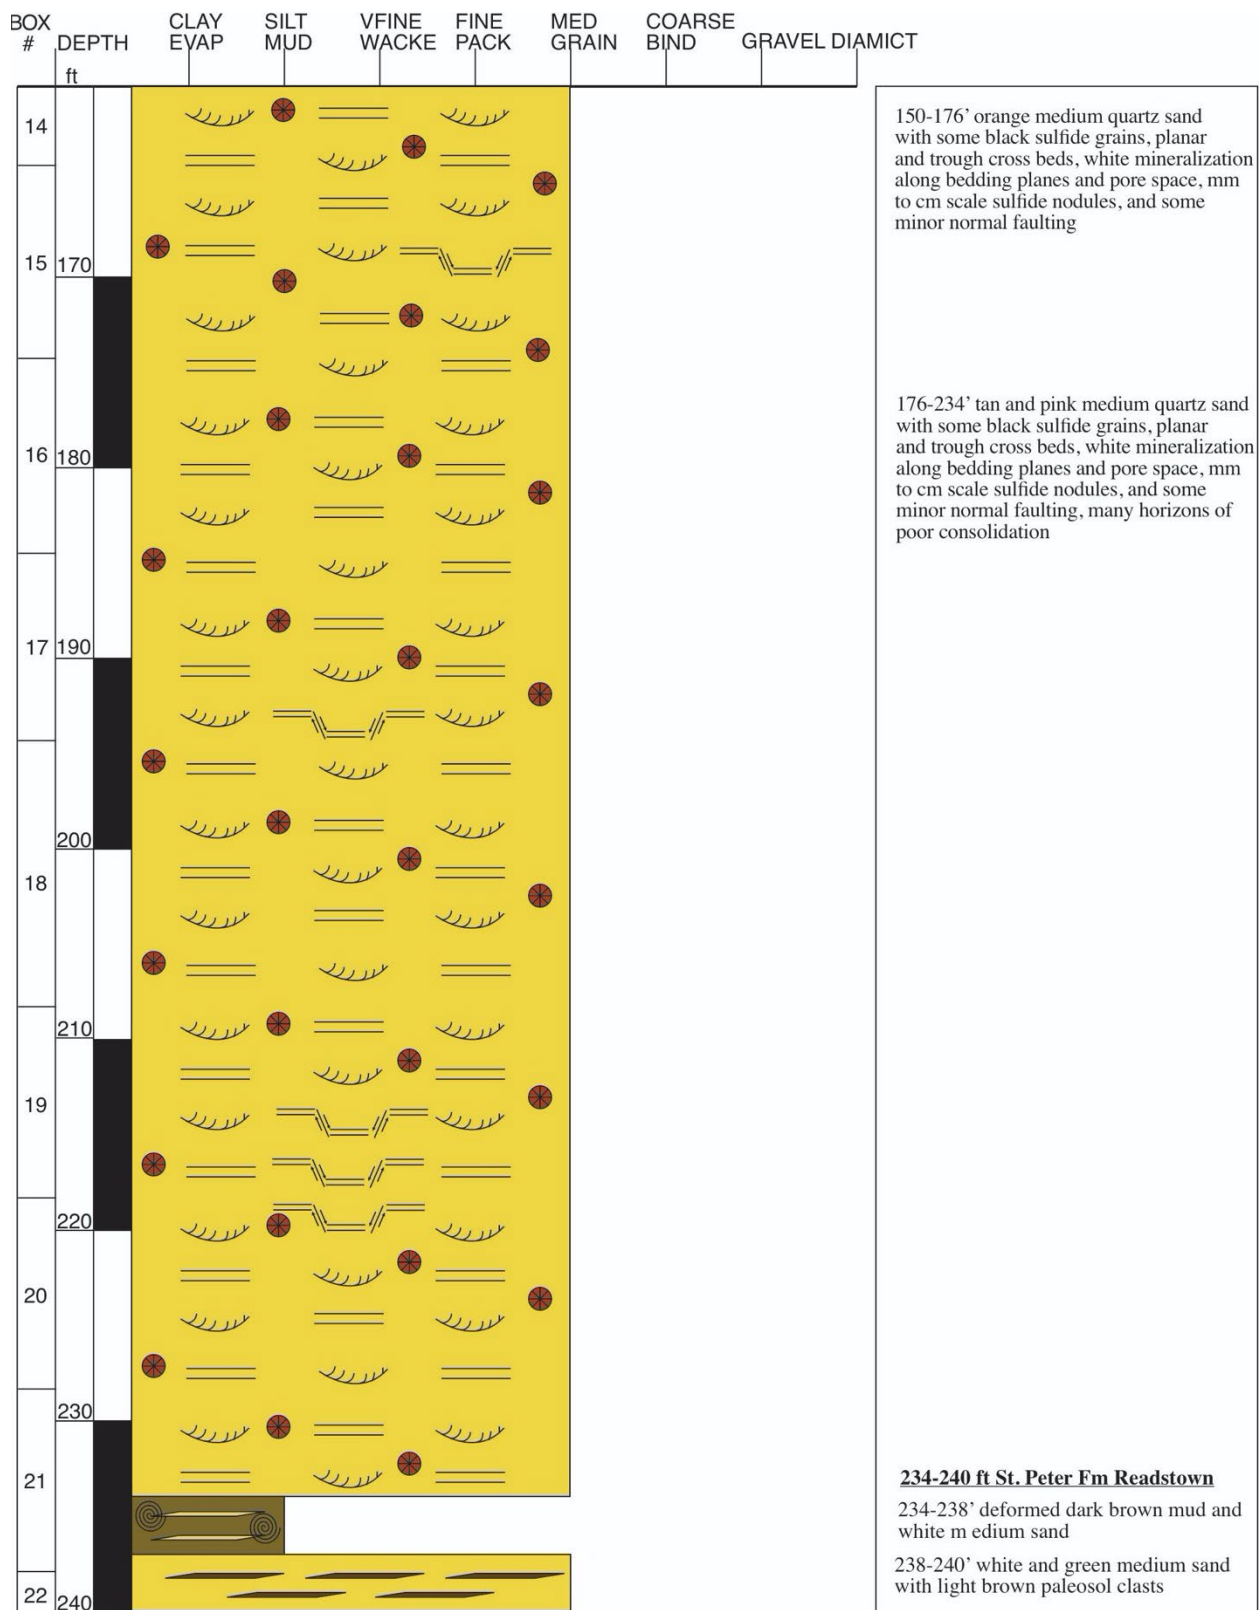 BOX CLAY SILT VFINE FINE MED COARSE
# DEPTH EVAP MUD WACKE PACK GRAIN BIND GRAVEL DIAMICT
ft
14
150-176’ orange medium quartz sand
with some black sulfide grains, planar
and trough cross beds, white mineralization
along bedding planes and pore space, mm
to cm scale sulfide nodules, and some
minor normal faulting
15
170
176-234’ tan and pink medium quartz sand
with some black sulfide grains, planar
and trough cross beds, white mineralization
along bedding planes and pore space, mm
to cm scale sulfide nodules, and some
minor normal faulting, many horizons of
poor consolidation
16
180
17
190
200
18
210
19
220
20
230
21
234-240 ft St. Peter Fm Readstown
234-238’ deformed dark brown mud and
white m edium sand
238-240’ white and green medium sand
with light brown paleosol clasts
22
240